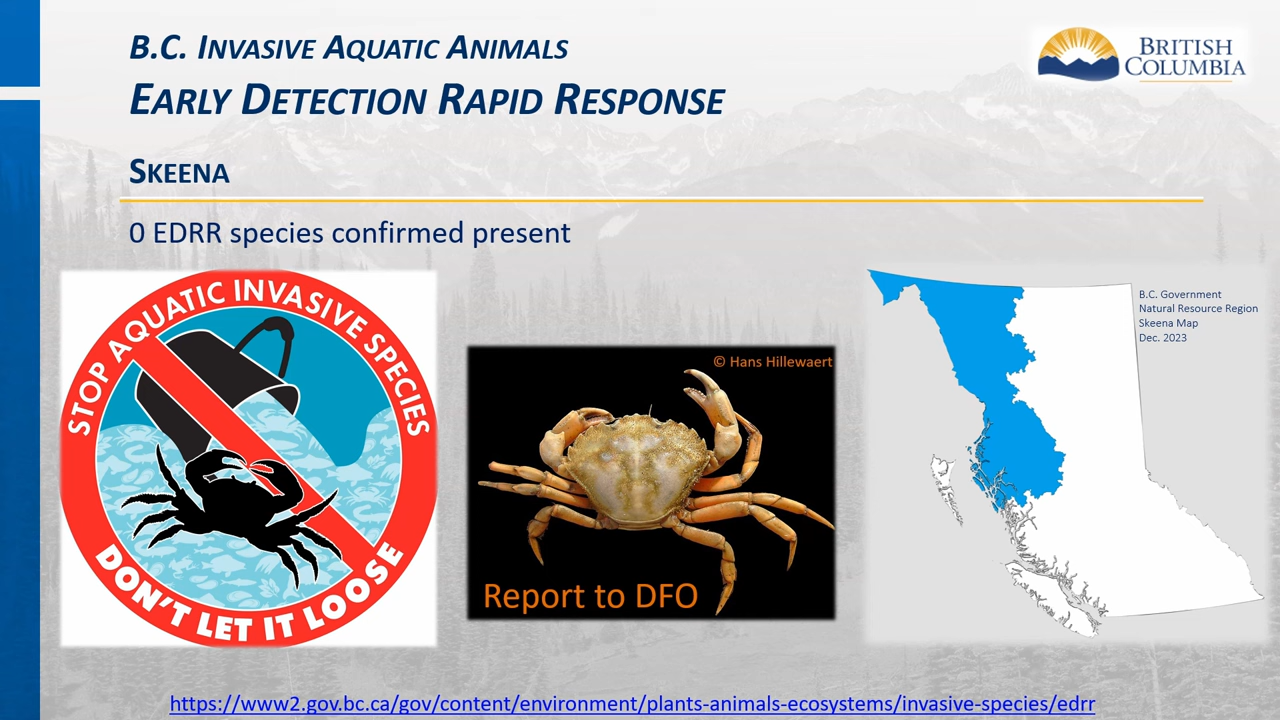 B.C. Invasive Aquatic Animals
Early Detection Rapid Response
British
Columbia
Skeena
0 EDRR species confirmed present
STOP AQUATIC INVASIVE SPECIES
DON'T LET IT LOOSE
© Hans Hillewaert
Report to DFO
B.C. Government
Natural Resource Region
Skeena Map
Dec. 2023
https://www2.gov.bc.ca/gov/content/environment/plants-animals-ecosystems/invasive-species/edrr